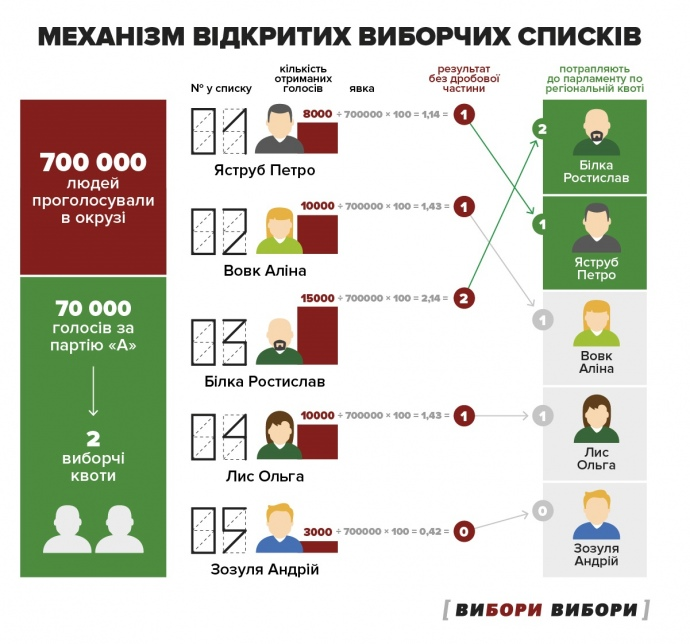 МЕХАНІЗМ ВІДКРИТИХ ВИБОРЧИХ СПИСКІВ
700 000
людей
проголосували
в окрузі
70 000
голосів за
партію «А»
2
виборчі
квоти
№ у списку
кількість
отриманих
голосів
явка
результат
без дробової
частини
потрапляють
до парламенту по
регіональній квоті
01
8000 ÷ 700000 × 100 = 1,14 = 1
Яструб Петро
02
10000 ÷ 700000 × 100 = 1,43 = 1
Вовк Аліна
03
15000 ÷ 700000 × 100 = 2,14 = 2
Білка Ростислав
04
10000 ÷ 700000 × 100 = 1,43 = 1
Лис Ольга
05
3000 ÷ 700000 × 100 = 0,42 = 0
Зозуля Андрій
2
Білка
Ростислав
1
Яструб
Петро
1
Вовк
Аліна
1
Лис
Ольга
0
Зозуля
Андрій
[ ВИБОРИ ВИБОРИ ]